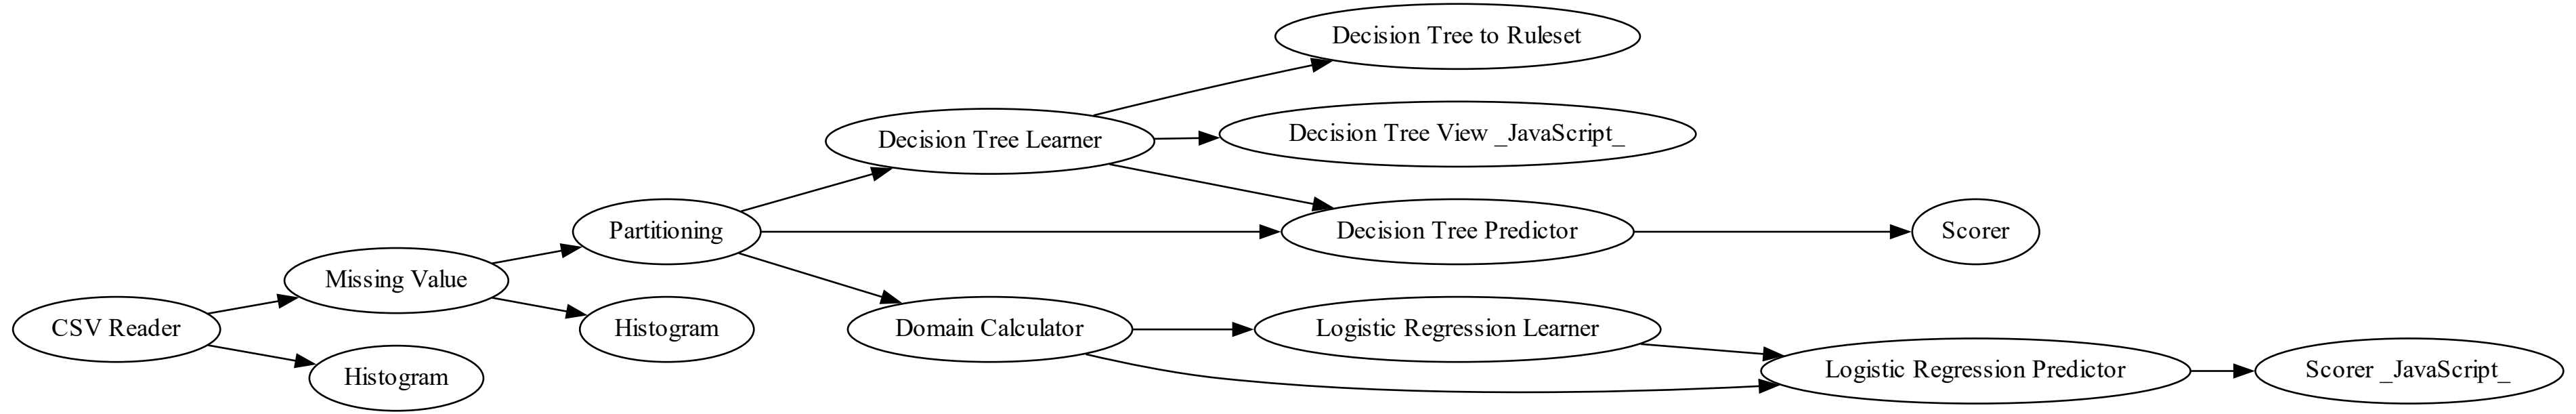 Decision Tree to Ruleset
Decision Tree View _JavaScript_
Decision Tree Learner
Partitioning
Decision Tree Predictor
Scorer
Missing Value
CSV Reader
Histogram
Domain Calculator
Logistic Regression Learner
Histogram
Logistic Regression Predictor
Scorer _JavaScript_